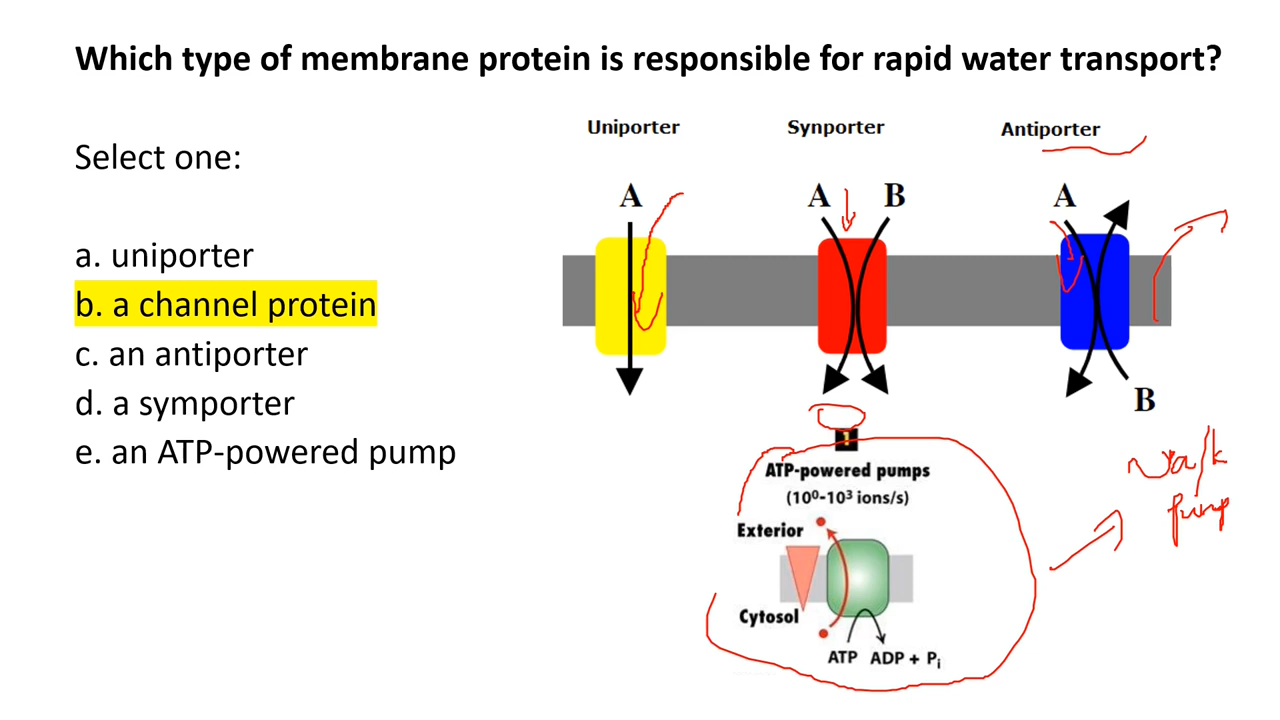 Which type of membrane protein is responsible for rapid water transport?
Select one:
a. uniporter
b. a channel protein
c. an antiporter
d. a symporter
e. an ATP-powered pump
Uniporter
Synporter
Antiporter
A
A B
A
B
1
ATP-powered pumps
(10⁰-10³ ions/s)
Exterior
Cytosol
ATP ADP + Pᵢ
Na/k
pump